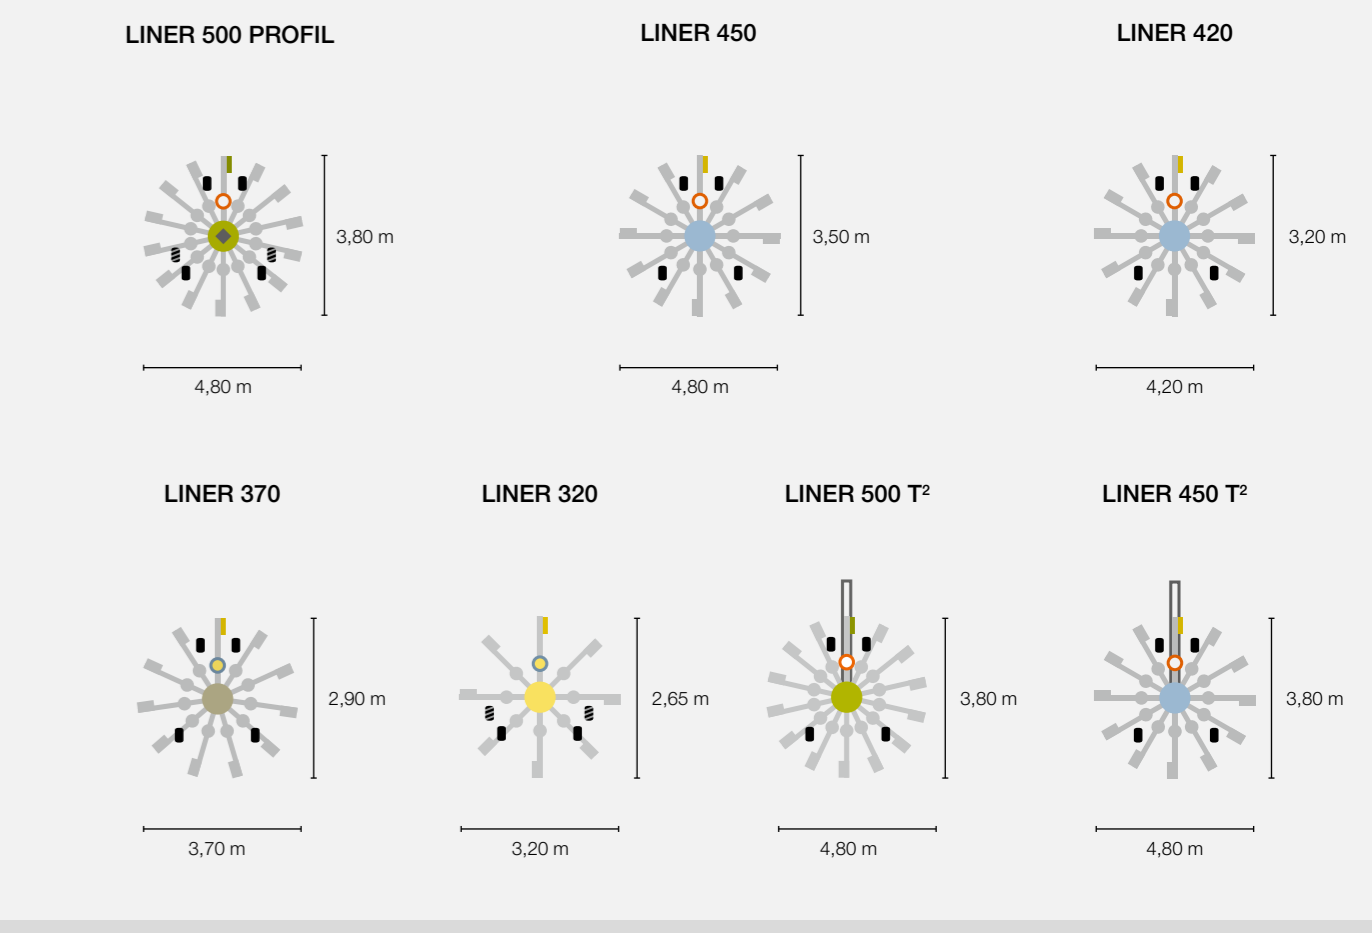 LINER 500 PROFIL
LINER 450
LINER 420
3,80 m
3,50 m
3,20 m
4,80 m
4,80 m
4,20 m
LINER 370
LINER 320
LINER 500 T²
LINER 450 T²
2,90 m
2,65 m
3,80 m
3,80 m
3,70 m
3,20 m
4,80 m
4,80 m